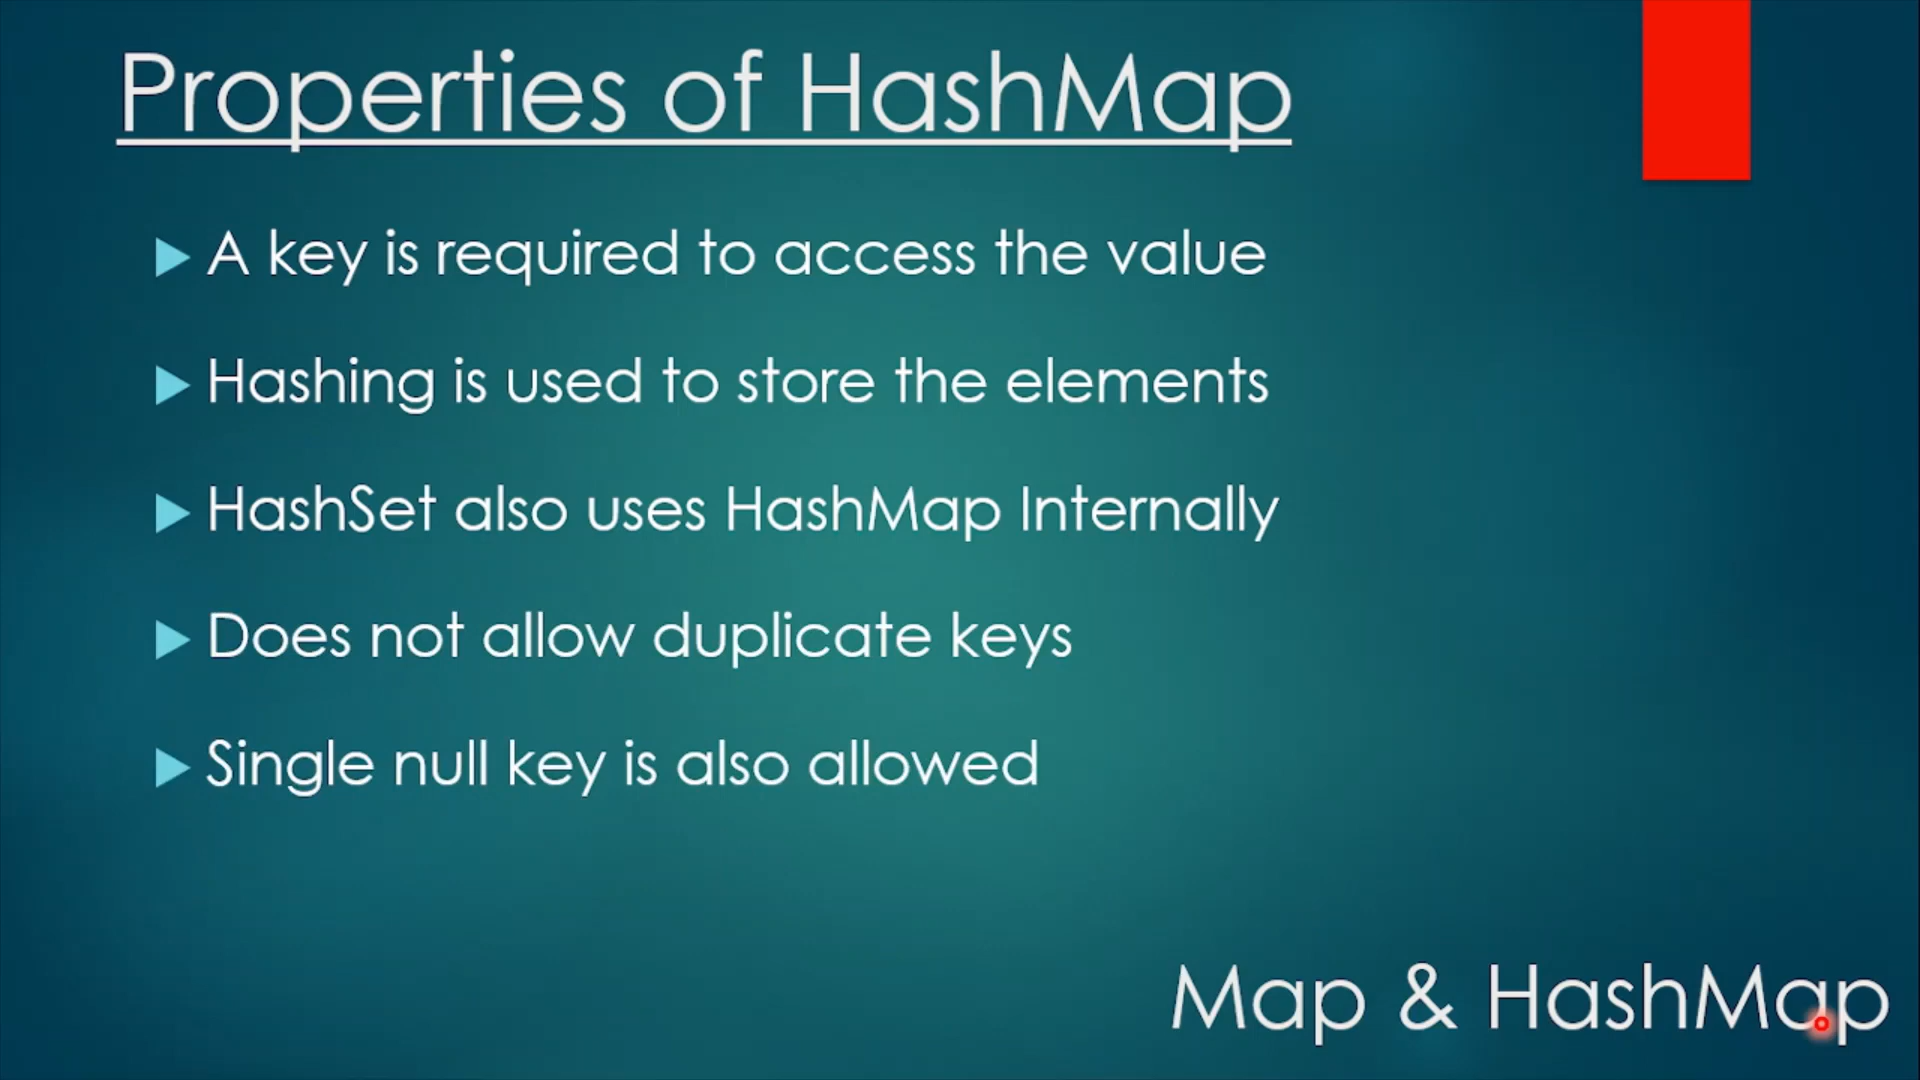 Properties of HashMap
A key is required to access the value
Hashing is used to store the elements
HashSet also uses HashMap Internally
Does not allow duplicate keys
Single null key is also allowed
Map & HashMap